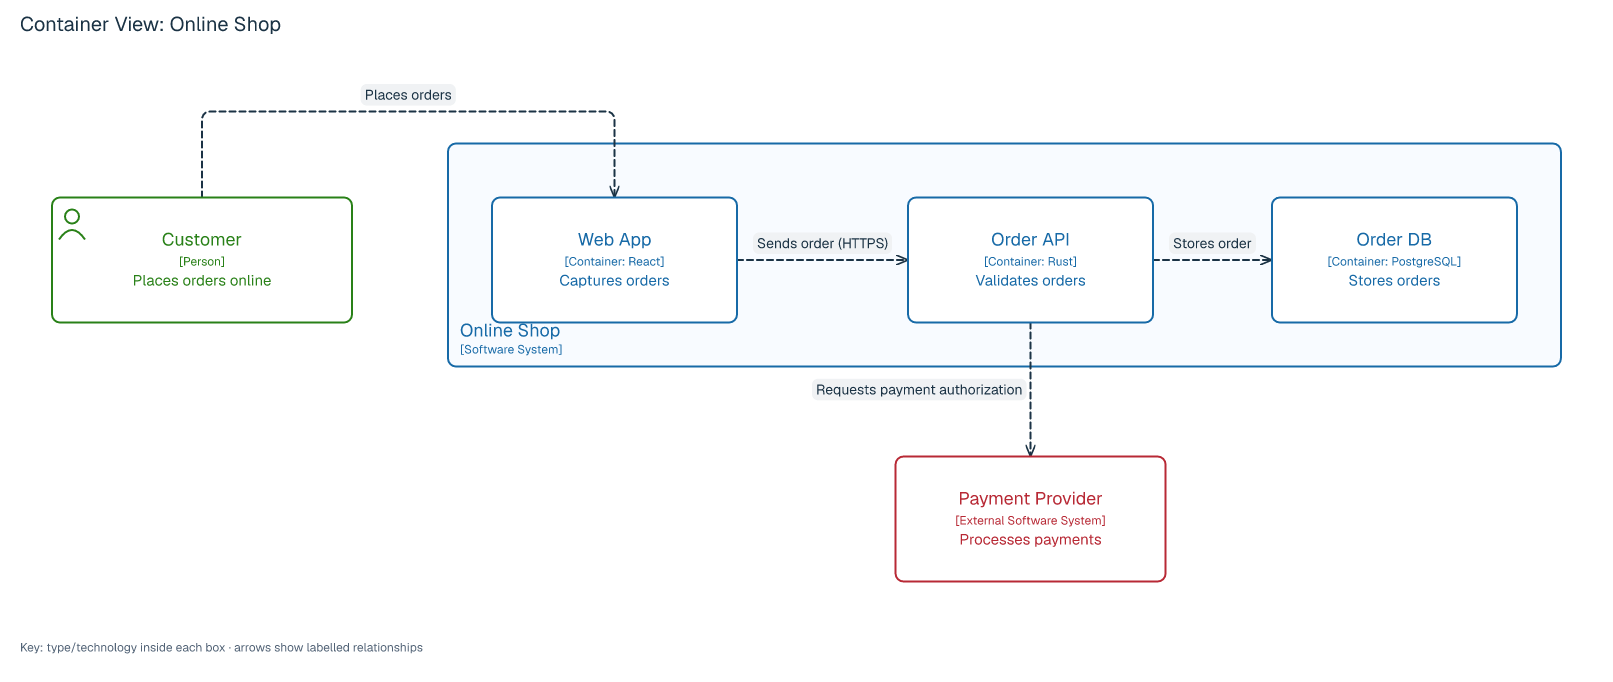 Container View: Online Shop
Places orders
Customer
[Person]
Places orders online
Web App
[Container: React]
Captures orders
Sends order (HTTPS)
Order API
[Container: Rust]
Validates orders
Stores order
Order DB
[Container: PostgreSQL]
Stores orders
Online Shop
[Software System]
Requests payment authorization
Payment Provider
[External Software System]
Processes payments
Key: type/technology inside each box · arrows show labelled relationships